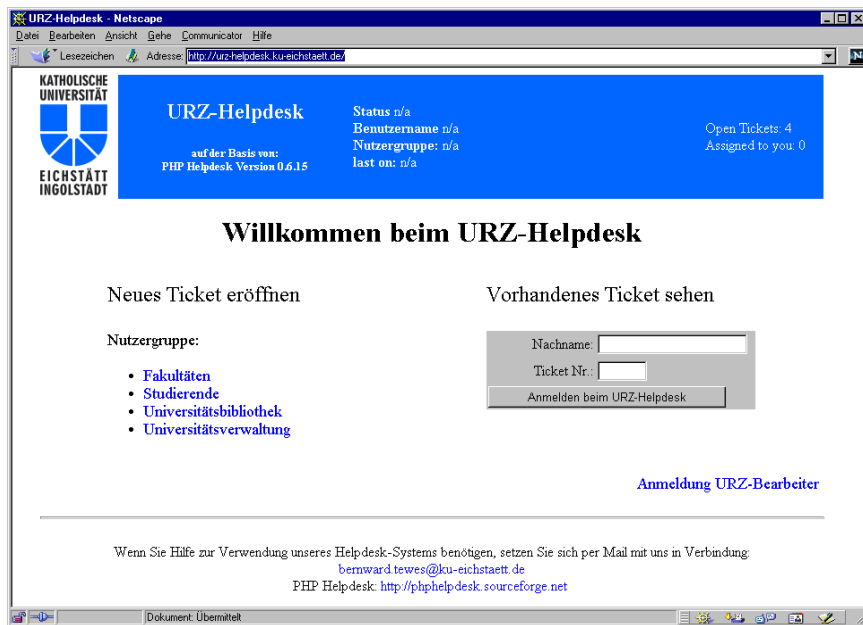 URZ-Helpdesk - Netscape
Datei Bearbeiten Ansicht Gehe Communicator Hilfe
Lesezeichen Adresse: http://urz-helpdesk.ku-eichstaett.de/
N
KATHOLISCHE
UNIVERSITÄT
EICHSTÄTT
INGOLSTADT
URZ-Helpdesk
auf der Basis von:
PHP Helpdesk Version 0.6.15
Status n/a
Benutzername n/a
Nutzergruppe: n/a
last on: n/a
Open Tickets: 4
Assigned to you: 0
Willkommen beim URZ-Helpdesk
Neues Ticket eröffnen
Nutzergruppe:
• Fakultäten
• Studierende
• Universitätsbibliothek
• Universitätsverwaltung
Vorhandenes Ticket sehen
Nachname:
Ticket Nr.:
Anmelden beim URZ-Helpdesk
Anmeldung URZ-Bearbeiter
Wenn Sie Hilfe zur Verwendung unseres Helpdesk-Systems benötigen, setzen Sie sich per Mail mit uns in Verbindung:
bernward.tewes@ku-eichstaett.de
PHP Helpdesk: http://phphelpdesk.sourceforge.net
Dokument: Übermittelt